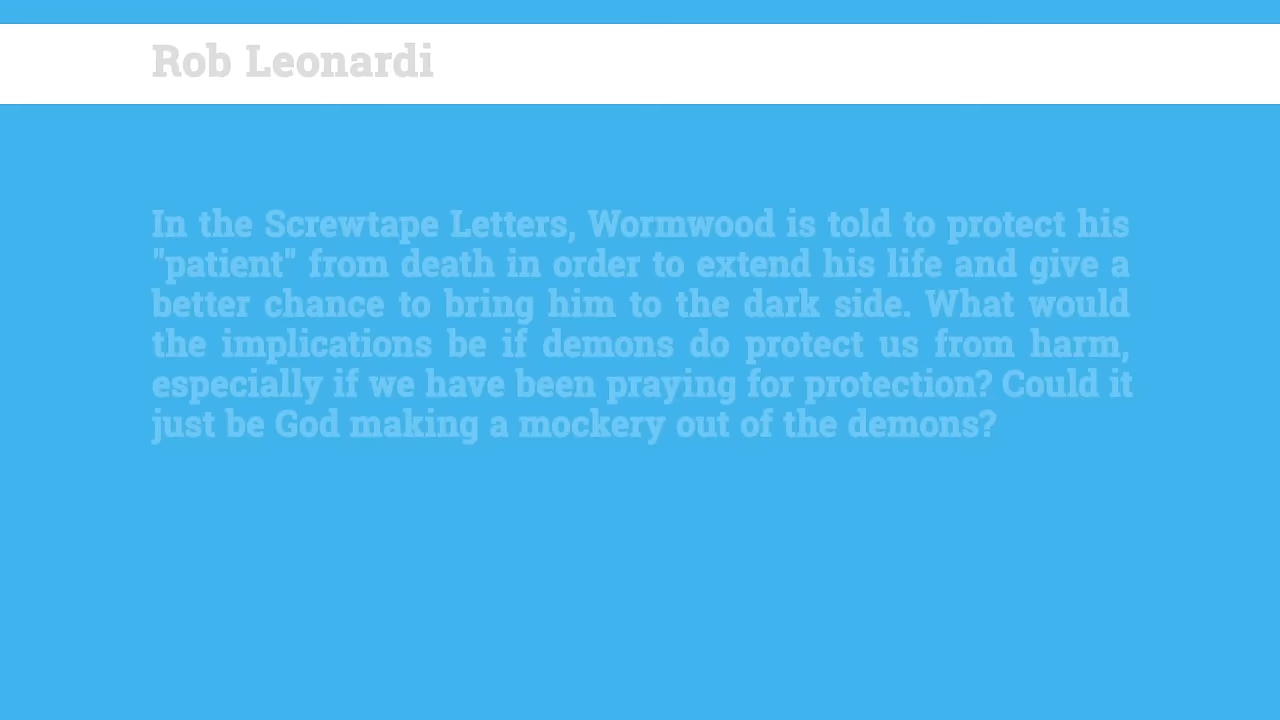 Rob Leonardi
In the Screwtape Letters, Wormwood is told to protect his
"patient" from death in order to extend his life and give a
better chance to bring him to the dark side. What would
the implications be if demons do protect us from harm,
especially if we have been praying for protection? Could it
just be God making a mockery out of the demons?